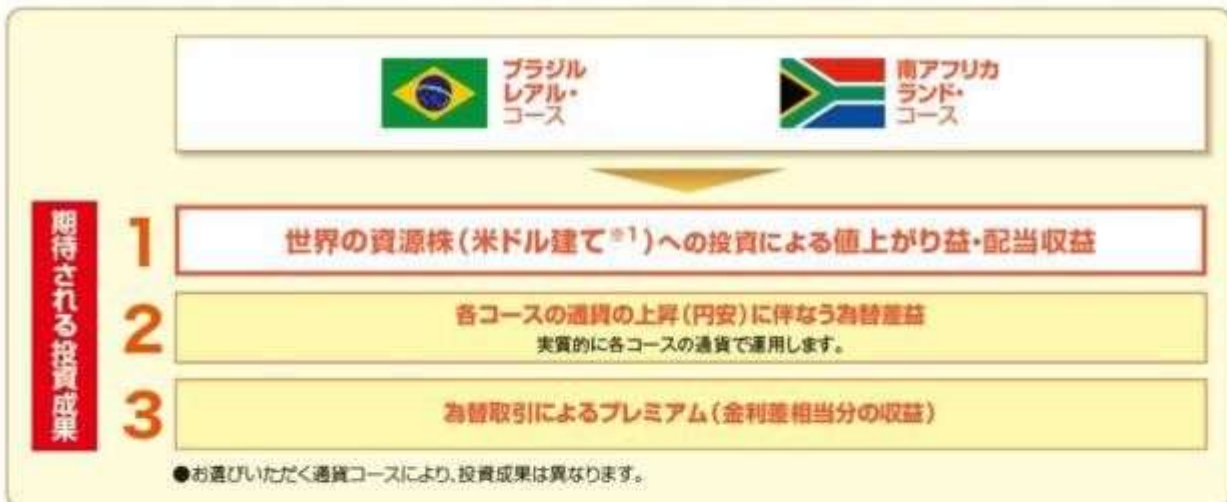 ブラジル
レアル・
コース
南アフリカ
ランド・
コース
期待される投資成果
1
世界の資源株(米ドル建て※1)への投資による値上がり益・配当収益
2
各コースの通貨の上昇(円安)に伴なう為替差益
実質的に各コースの通貨で運用します。
3
為替取引によるプレミアム(金利差相当分の収益)
●お選びいただく通貨コースにより、投資成果は異なります。